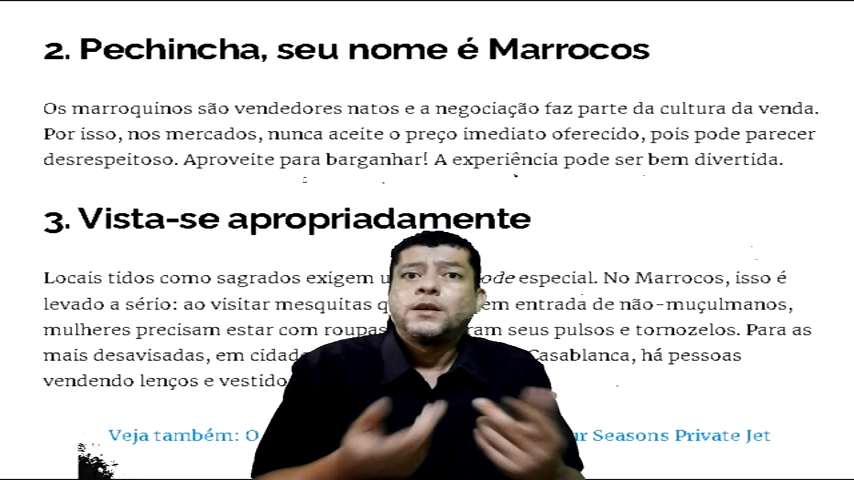 2. Pechincha, seu nome é Marrocos
Os marroquinos são vendedores natos e a negociação faz parte da cultura da venda.
Por isso, nos mercados, nunca aceite o preço imediato oferecido, pois pode parecer
desrespeitoso. Aproveite para barganhar! A experiência pode ser bem divertida.
3. Vista-se apropriadamente
Locais tidos como sagrados exigem especial. No Marrocos, isso é
levado a sério: ao visitar mesquitas entrada de não-muçulmanos,
mulheres precisam estar com roupas seus pulsos e tornozelos. Para as
mais desavisadas, em Casablanca, há pessoas
vendendo lenços e
Veja também: O Seasons Private Jet